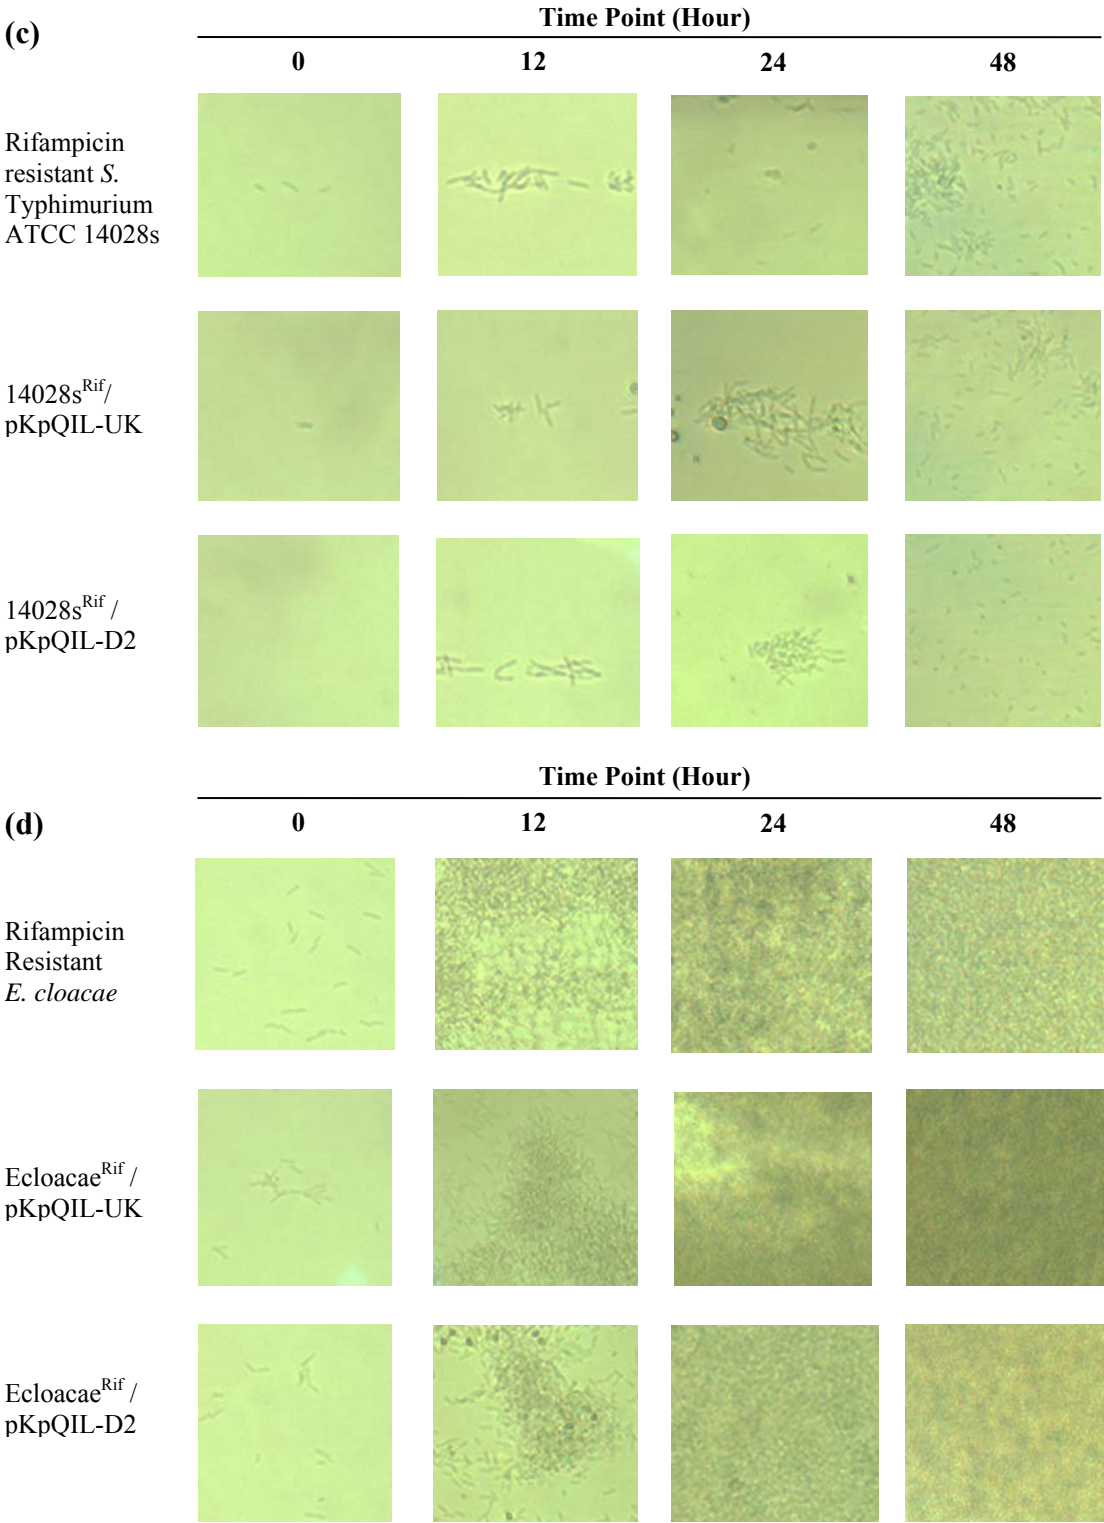 (c)
Time Point (Hour)
0 12 24 48
Rifampicin
resistant S.
Typhimurium
ATCC 14028s
14028sRif/
pKpQIL-UK
14028sRif /
pKpQIL-D2
Time Point (Hour)
(d)
0 12 24 48
Rifampicin
Resistant
E. cloacae
EcloacaeRif /
pKpQIL-UK
EcloacaeRif /
pKpQIL-D2